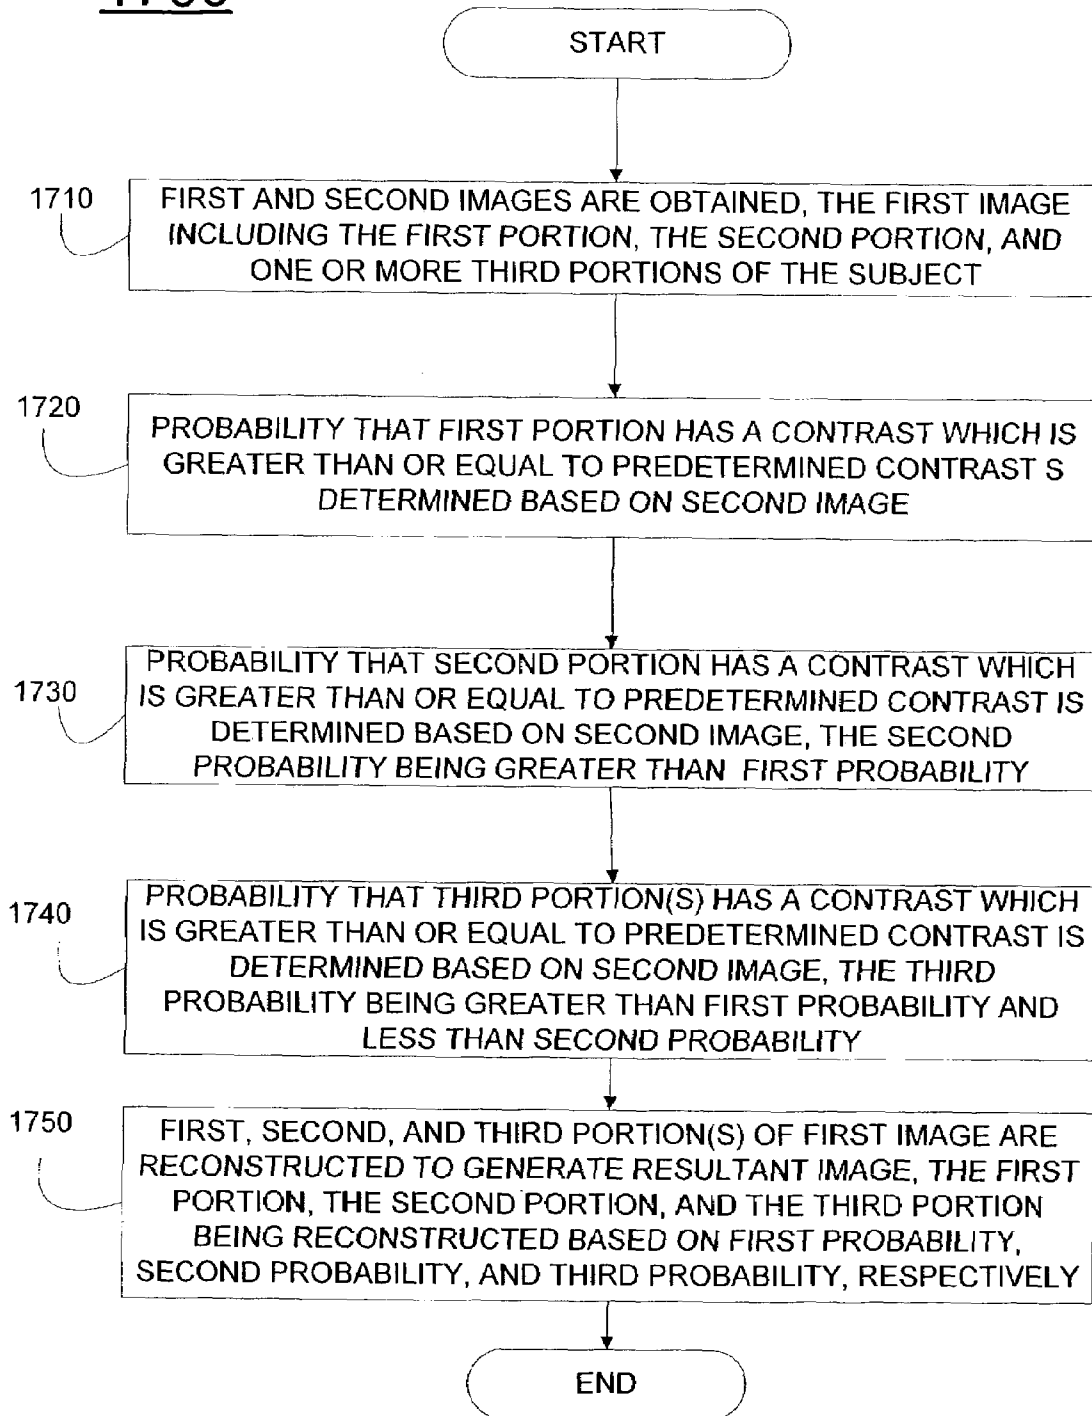 START
1710
FIRST AND SECOND IMAGES ARE OBTAINED, THE FIRST IMAGE
INCLUDING THE FIRST PORTION, THE SECOND PORTION, AND
ONE OR MORE THIRD PORTIONS OF THE SUBJECT
1720
PROBABILITY THAT FIRST PORTION HAS A CONTRAST WHICH IS
GREATER THAN OR EQUAL TO PREDETERMINED CONTRAST S
DETERMINED BASED ON SECOND IMAGE
1730
PROBABILITY THAT SECOND PORTION HAS A CONTRAST WHICH
IS GREATER THAN OR EQUAL TO PREDETERMINED CONTRAST IS
DETERMINED BASED ON SECOND IMAGE, THE SECOND
PROBABILITY BEING GREATER THAN FIRST PROBABILITY
1740
PROBABILITY THAT THIRD PORTION(S) HAS A CONTRAST WHICH
IS GREATER THAN OR EQUAL TO PREDETERMINED CONTRAST IS
DETERMINED BASED ON SECOND IMAGE, THE THIRD
PROBABILITY BEING GREATER THAN FIRST PROBABILITY AND
LESS THAN SECOND PROBABILITY
1750
FIRST, SECOND, AND THIRD PORTION(S) OF FIRST IMAGE ARE
RECONSTRUCTED TO GENERATE RESULTANT IMAGE, THE FIRST
PORTION, THE SECOND PORTION, AND THE THIRD PORTION
BEING RECONSTRUCTED BASED ON FIRST PROBABILITY,
SECOND PROBABILITY, AND THIRD PROBABILITY, RESPECTIVELY
END